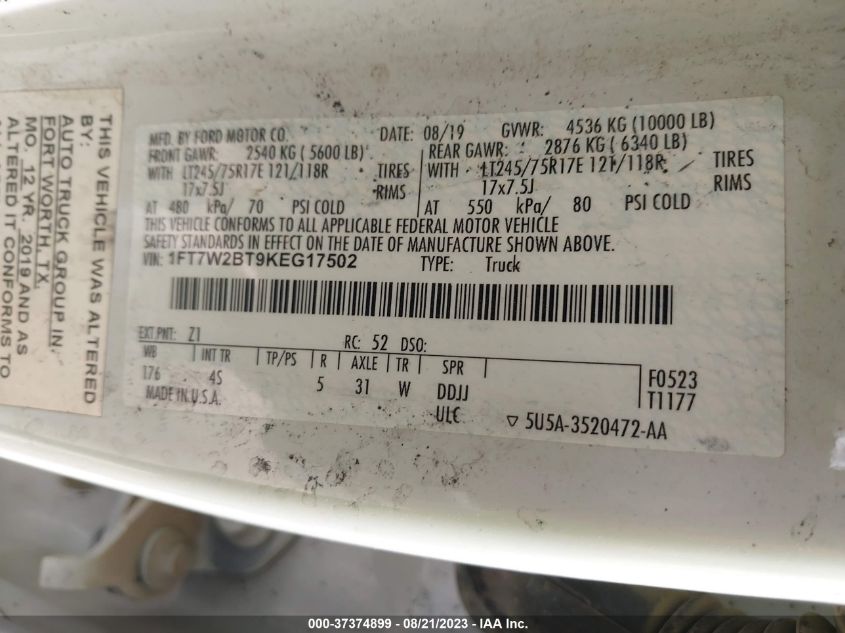 THIS VEHICLE WAS ALTERED
BY:
AUTO TRUCK GROUP IN.
FORT WORTH, TX.
MO. 12 YR. 2019 AND AS
ALTERED IT CONFORMS TO
MFD. BY FORD MOTOR CO. DATE: 08/19 GVWR: 4536 KG (10000 LB)
FRONT GAWR: 2540 KG (5600 LB) REAR GAWR: 2876 KG (6340 LB)
WITH LT245/75R17E 121/118R TIRES WITH LT245/75R17E 121/118R TIRES
17x7.5J RIMS 17x7.5J RIMS
AT 480 kPa/ 70 PSI COLD AT 550 kPa/ 80 PSI COLD
THIS VEHICLE CONFORMS TO ALL APPLICABLE FEDERAL MOTOR VEHICLE
SAFETY STANDARDS IN EFFECT ON THE DATE OF MANUFACTURE SHOWN ABOVE.
VIN: 1FT7W2BT9KEG17502 TYPE: Truck
EXT PNT: Z1 RC: 52 DSO:
WB INT TR TP/PS R AXLE TR SPR
176 4S 5 31 W DDJJ F0523
MADE IN U.S.A. ULC T1177
▽ 5U5A-3520472-AA
000-37374899 - 08/21/2023 - IAA Inc.